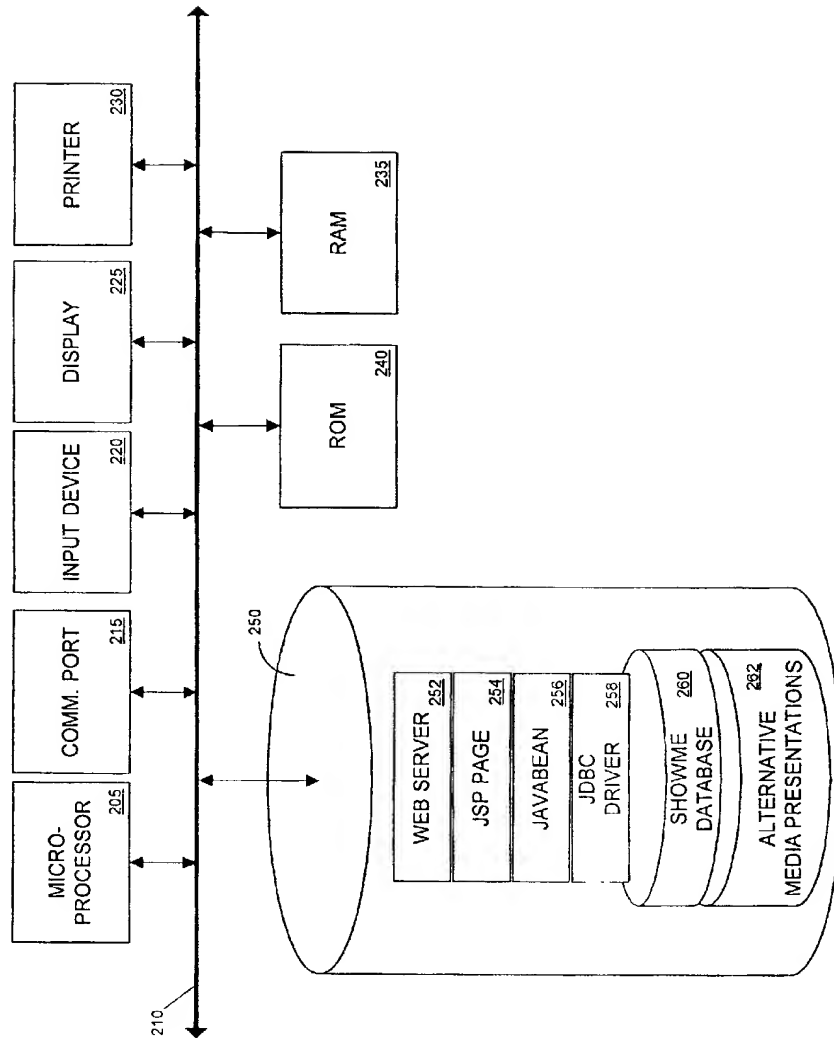 MICRO-
PROCESSOR
205
COMM. PORT
215
INPUT DEVICE
220
DISPLAY
225
PRINTER
230
210
250
ROM
240
RAM
235
WEB SERVER
252
JSP PAGE
254
JAVABEAN
256
JDBC
DRIVER
258
SHOWME
DATABASE
260
ALTERNATIVE
MEDIA PRESENTATIONS
262